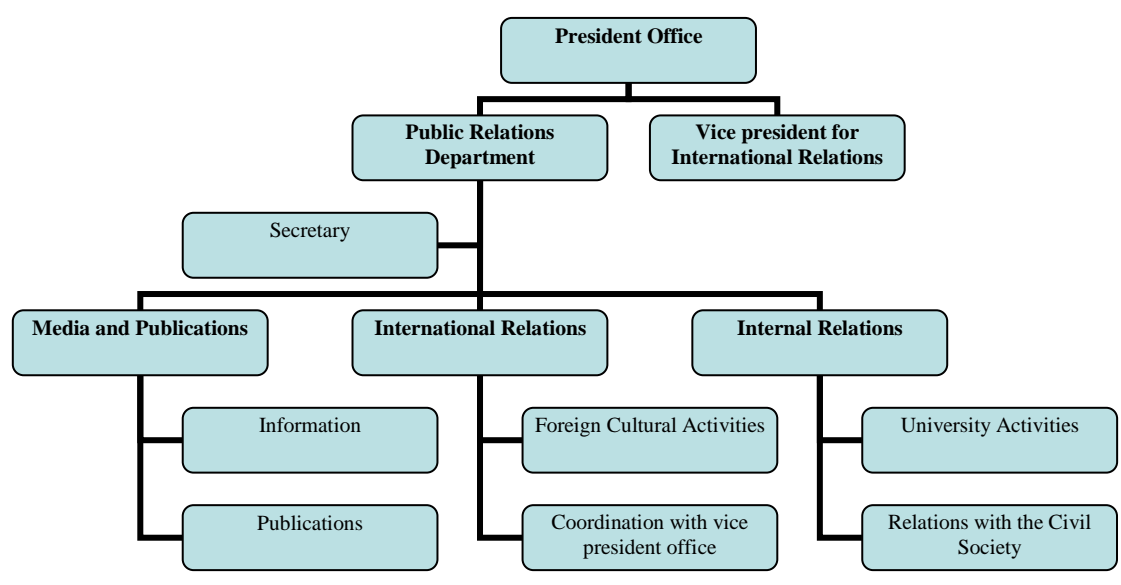 President Office
Public Relations
Department
Vice president for
International Relations
Secretary
Media and Publications
International Relations
Internal Relations
Information
Foreign Cultural Activities
University Activities
Publications
Coordination with vice
president office
Relations with the Civil
Society